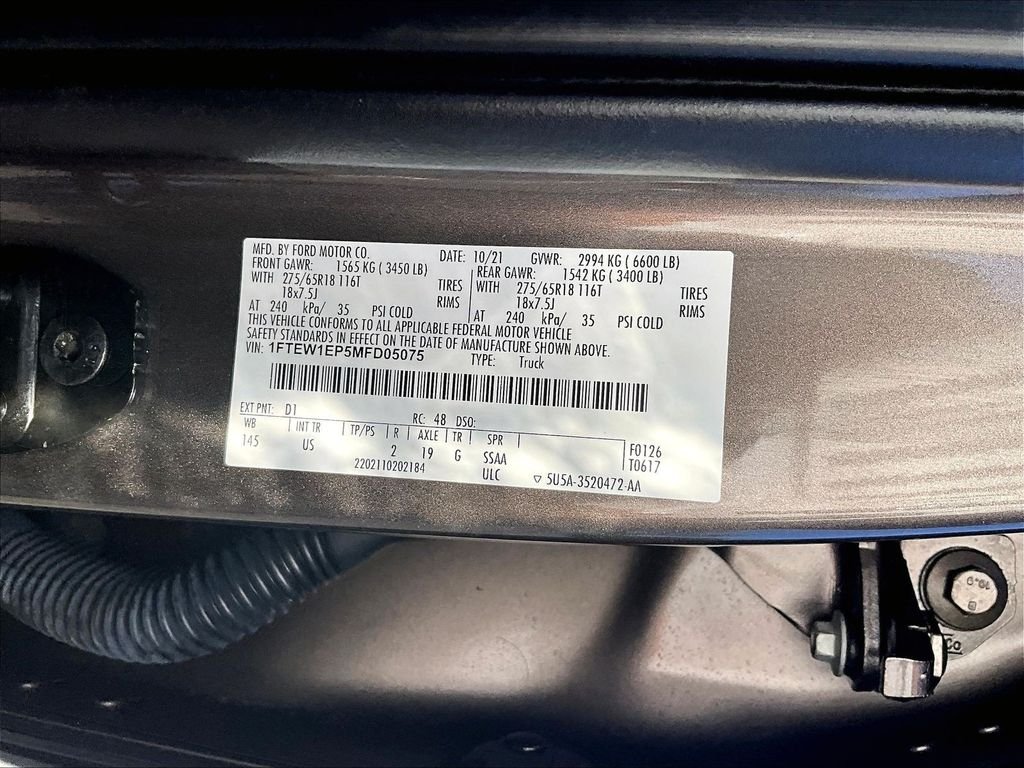 MFD. BY FORD MOTOR CO. DATE: 10/21 GVWR: 2994 KG ( 6600 LB)
FRONT GAWR: 1565 KG ( 3450 LB) REAR GAWR: 1542 KG ( 3400 LB)
WITH 275/65R18 116T TIRES WITH 275/65R18 116T TIRES
18x7.5J RIMS 18x7.5J RIMS
AT 240 kPa/ 35 PSI COLD AT 240 kPa/ 35 PSI COLD
THIS VEHICLE CONFORMS TO ALL APPLICABLE FEDERAL MOTOR VEHICLE
SAFETY STANDARDS IN EFFECT ON THE DATE OF MANUFACTURE SHOWN ABOVE.
VIN: 1FTEW1EP5MFD05075 TYPE: Truck
EXT PNT: D1 RC: 48 DSO:
WB INT TR TP/PS R AXLE TR SPR F0126
145 US 2 19 G SSAA T0617
2202110202184 ULC ▽ 5U5A-3520472-AA
10.9
Co